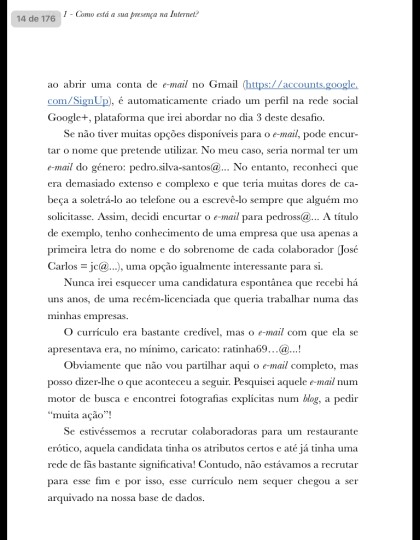 14 de 176
1 - Como está a sua presença na Internet?
ao abrir uma conta de e-mail no Gmail (https://accounts.google.
com/SignUp), é automaticamente criado um perfil na rede social
Google+, plataforma que irei abordar no dia 3 deste desafio.
Se não tiver muitas opções disponíveis para o e-mail, pode encur-
tar o nome que pretende utilizar. No meu caso, seria normal ter um
e-mail do género: pedro.silva-santos@... No entanto, reconheci que
era demasiado extenso e complexo e que teria muitas dores de ca-
beça a soletrá-lo ao telefone ou a escrevê-lo sempre que alguém mo
solicitasse. Assim, decidi encurtar o e-mail para pedross@... A título
de exemplo, tenho conhecimento de uma empresa que usa apenas a
primeira letra do nome e do sobrenome de cada colaborador (José
Carlos = jc@...), uma opção igualmente interessante para si.
Nunca irei esquecer uma candidatura espontânea que recebi há
uns anos, de uma recém-licenciada que queria trabalhar numa das
minhas empresas.
O currículo era bastante credível, mas o e-mail com que ela se
apresentava era, no mínimo, caricato: ratinha69…@...!
Obviamente que não vou partilhar aqui o e-mail completo, mas
posso dizer-lhe o que aconteceu a seguir. Pesquisei aquele e-mail num
motor de busca e encontrei fotografias explícitas num blog, a pedir
“muita ação”!
Se estivéssemos a recrutar colaboradoras para um restaurante
erótico, aquela candidata tinha os atributos certos e até já tinha uma
rede de fãs bastante significativa! Contudo, não estávamos a recrutar
para esse fim e por isso, esse currículo nem sequer chegou a ser
arquivado na nossa base de dados.